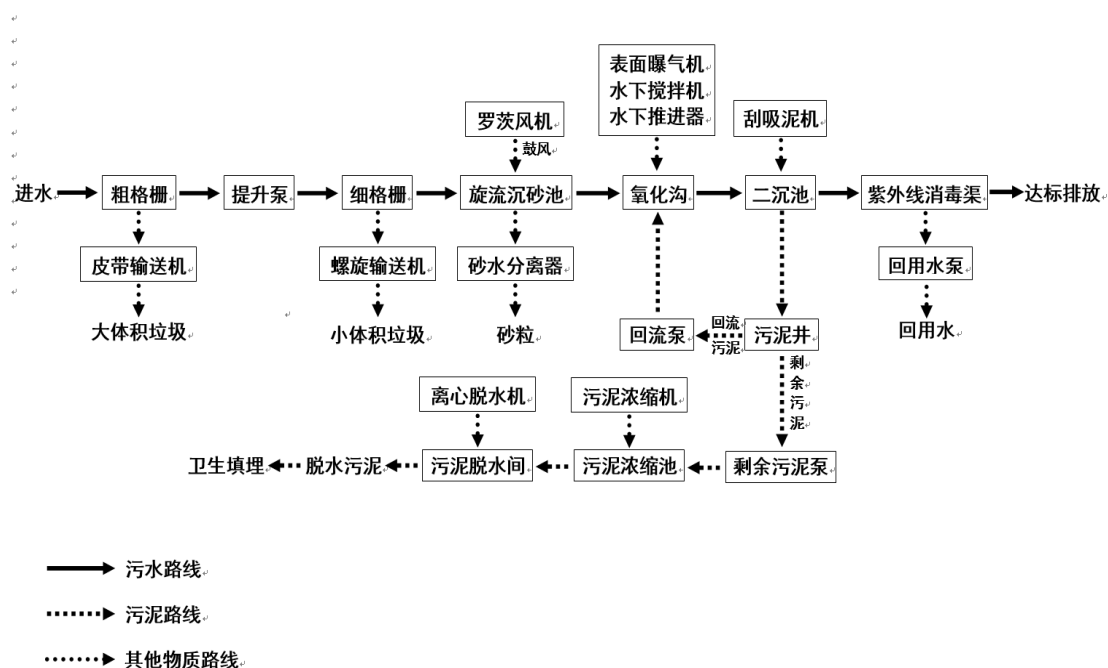 表面曝气机
水下搅拌机
水下推进器
罗茨风机
刮吸泥机
鼓风
进水
粗格栅
提升泵
细格栅
旋流沉砂池
氧化沟
二沉池
紫外线消毒渠
达标排放
皮带输送机
螺旋输送机
砂水分离器
回用水泵
大体积垃圾
小体积垃圾
砂粒
回流泵
回流
污泥
污泥井
回用水
剩
余
污
泥
离心脱水机
污泥浓缩机
卫生填埋
脱水污泥
污泥脱水间
污泥浓缩池
剩余污泥泵
污水路线
污泥路线
其他物质路线